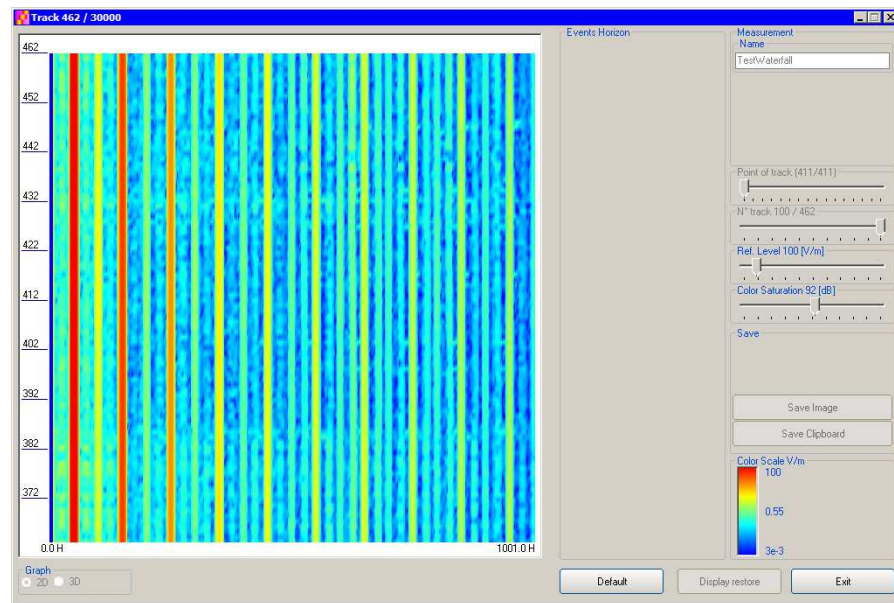 Track 462 / 30000
Events Horizon
Measurement
Name
TestWaterfall
462
452
442
432
422
412
402
392
382
372
0.0 H
1001.0 H
Point of track (411/411)
N° track 100 / 462
Ref. Level 100 [V/m]
Color Saturation 92 [dB]
Save
Save Image
Save Clipboard
Color Scale V/m
100
0.55
3e-3
Graph
2D
3D
Default
Display restore
Exit